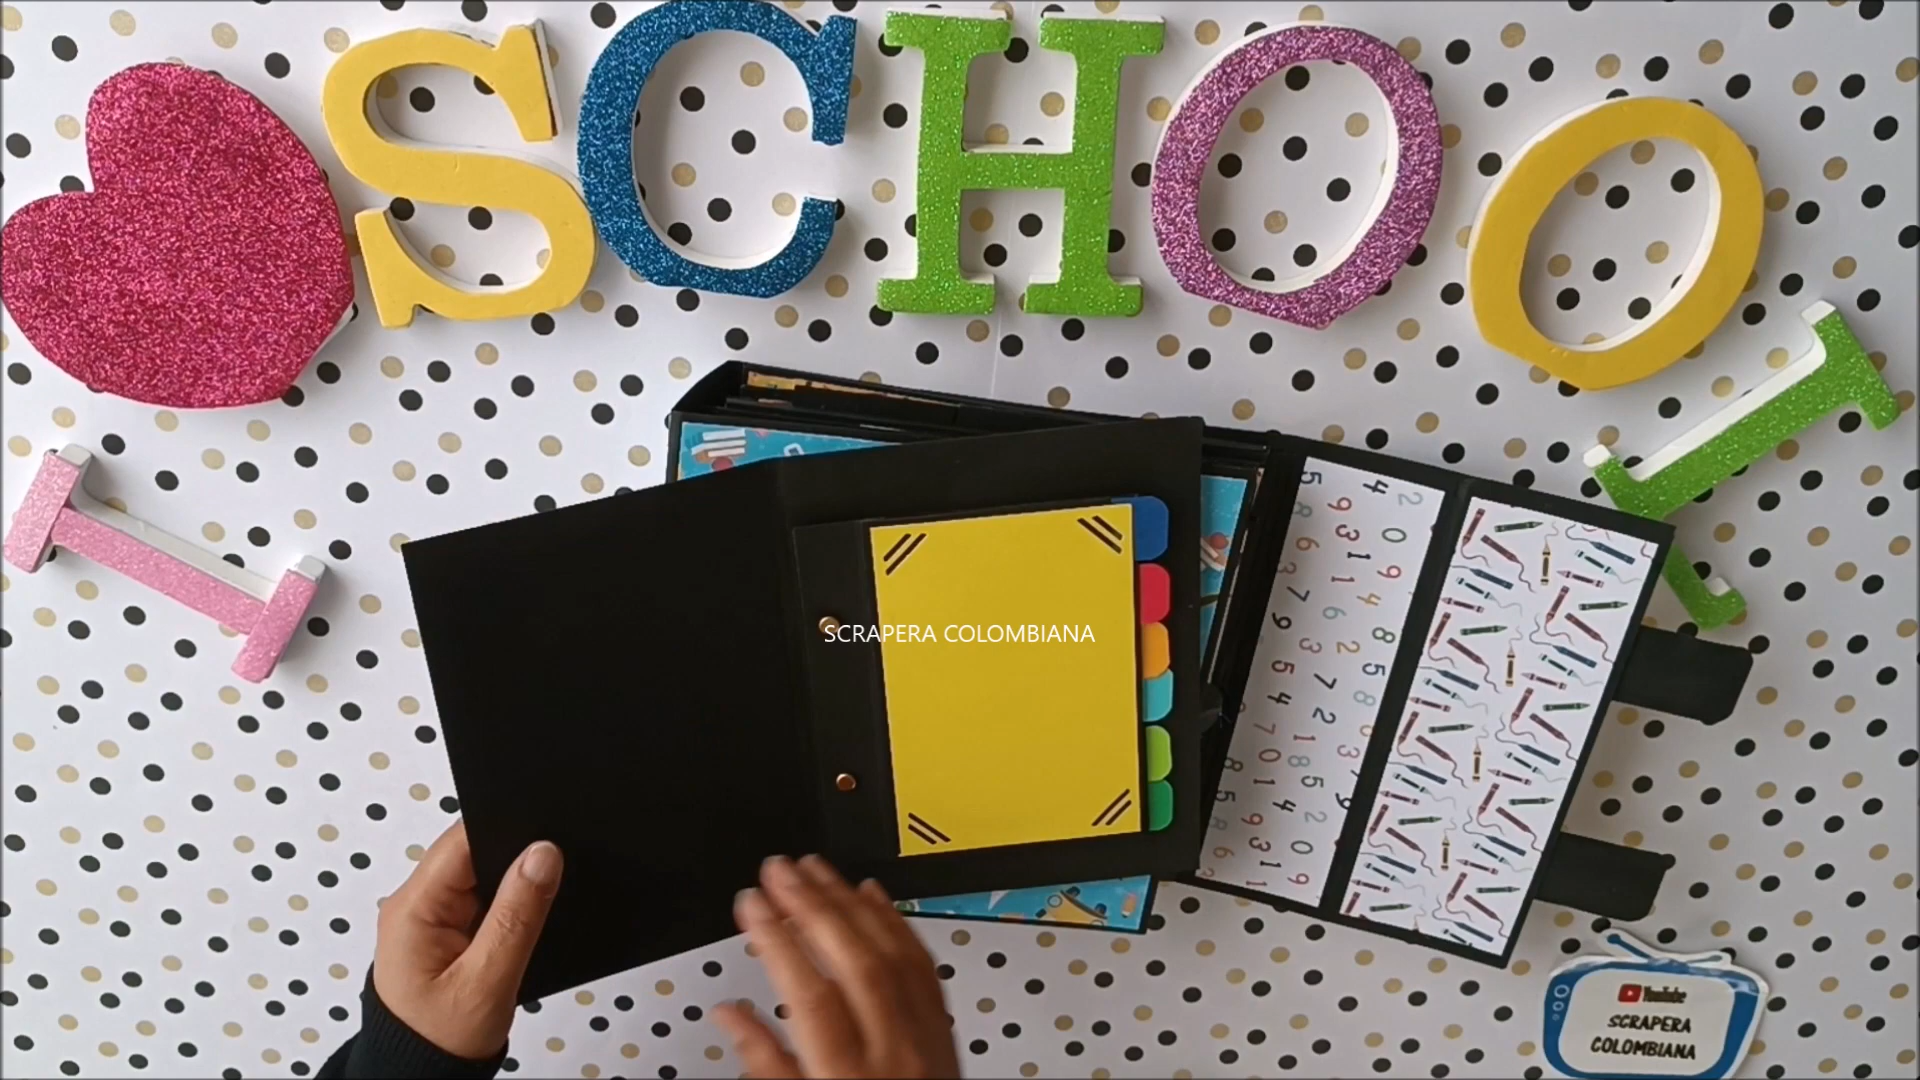 SCHOOL
I
SCRAPERA COLOMBIANA
YouTube
SCRAPERA
COLOMBIANA